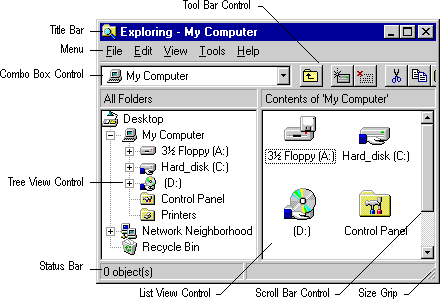 Tool Bar Control
Title Bar
Exploring - My Computer
Menu
File Edit View Tools Help
Combo Box Control
My Computer
All Folders
Contents of 'My Computer'
Desktop
My Computer
3½ Floppy (A:)
Hard_disk (C:)
(D:)
Control Panel
Printers
Network Neighborhood
Recycle Bin
Tree View Control
3½ Floppy (A:) Hard_disk (C:)
(D:) Control Panel
Status Bar
0 object(s)
List View Control
Scroll Bar Control
Size Grip